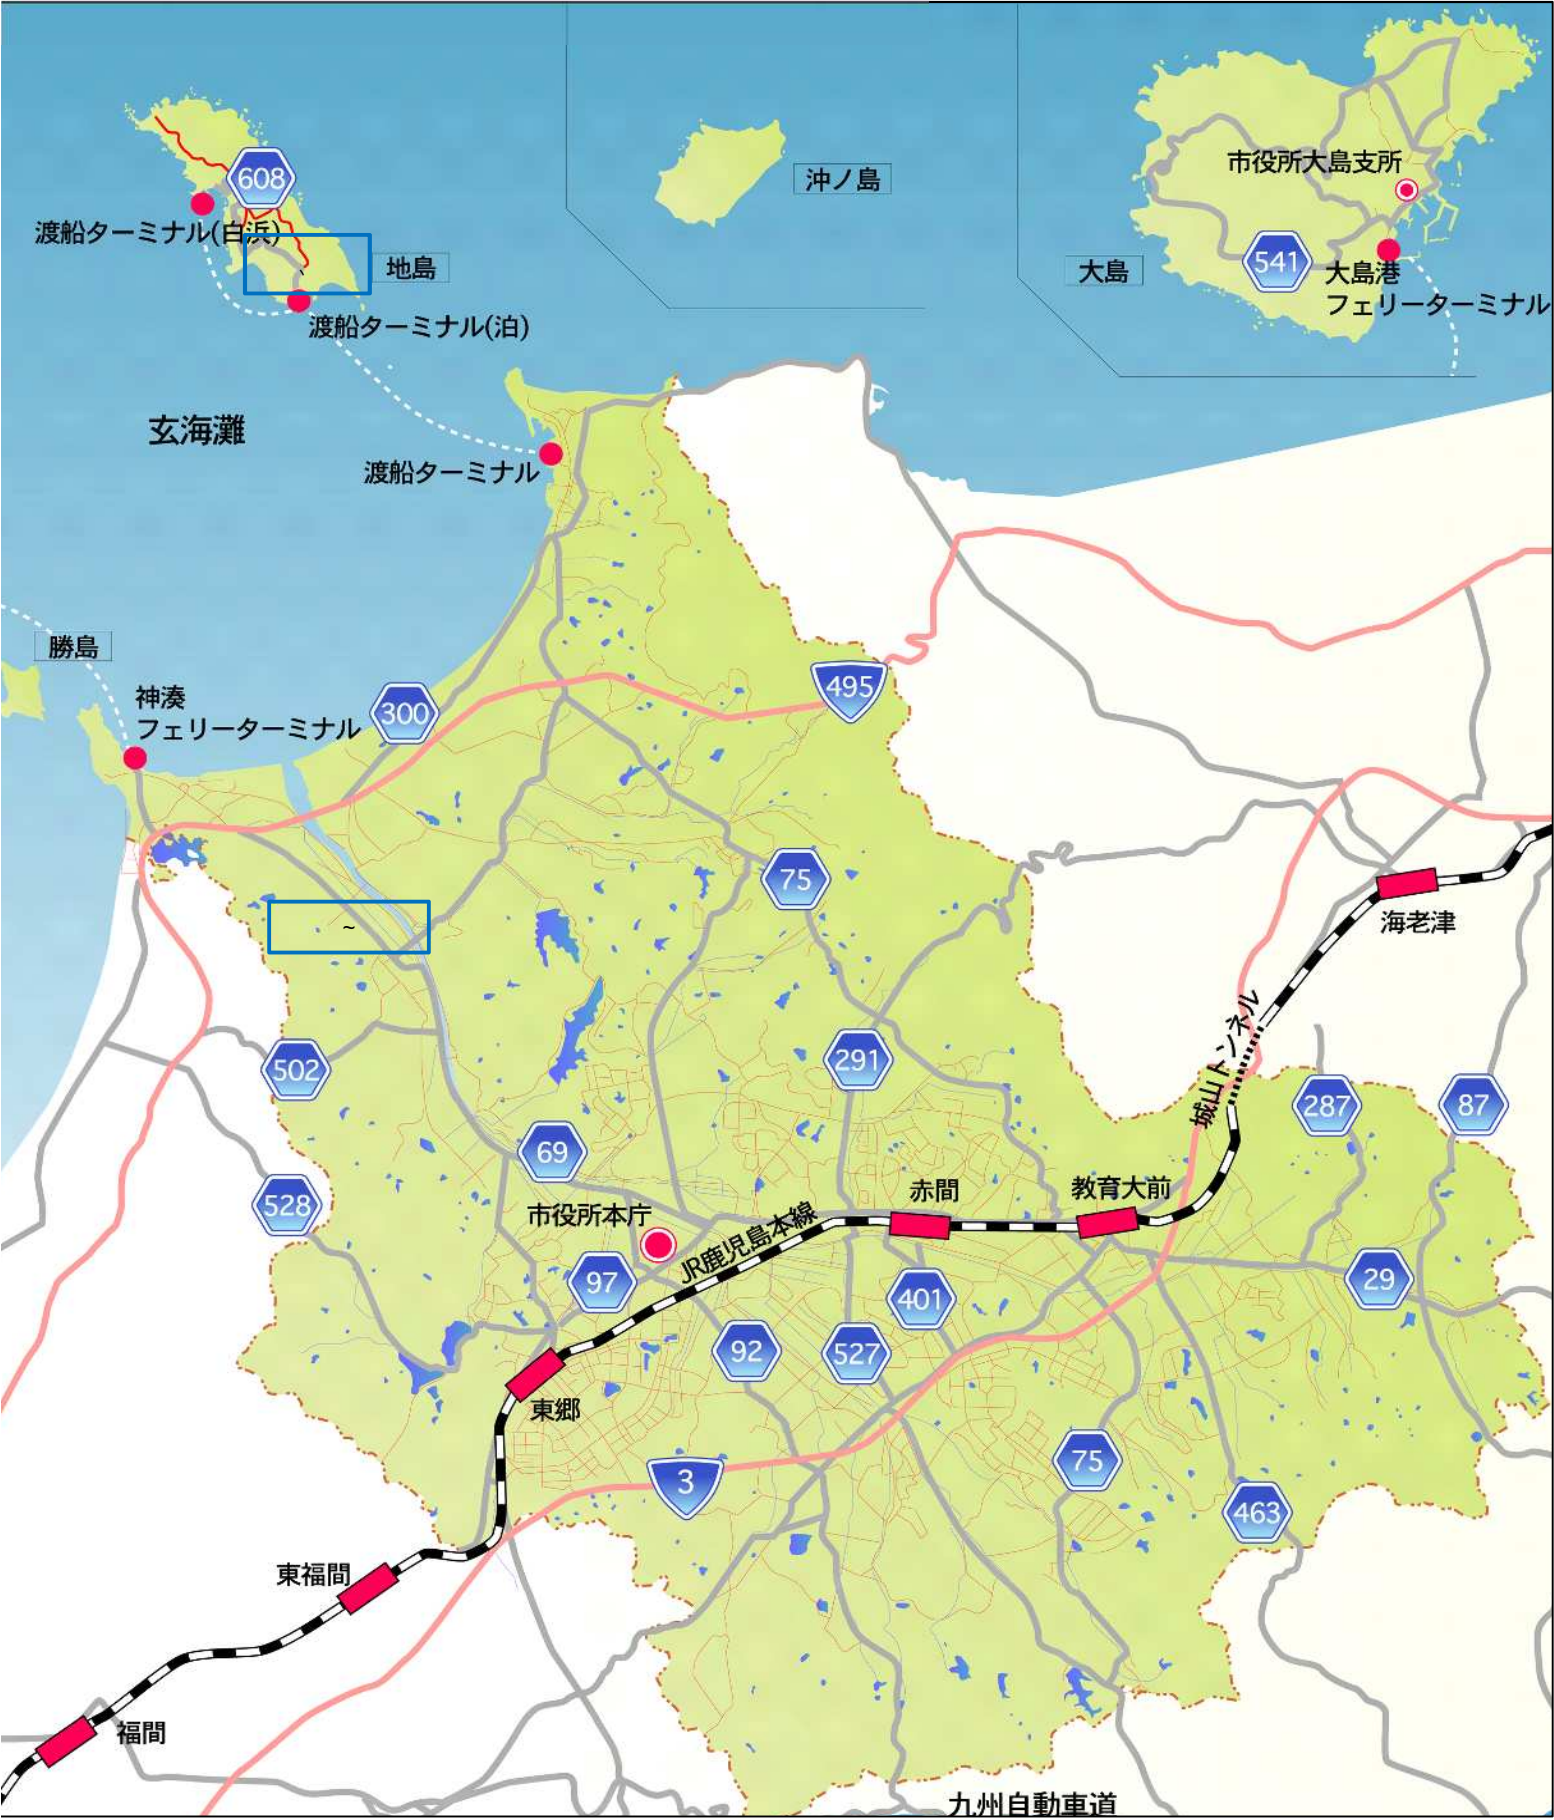 市役所大島支所
608
沖ノ島
渡船ターミナル(白浜)
地島
541
大島
大島港
フェリーターミナル
渡船ターミナル(泊)
玄海灘
渡船ターミナル
勝島
495
神湊
フェリーターミナル
300
75
海老津
~
城山トンネル
502
291
287
87
69
528
赤間
教育大前
市役所本庁
JR鹿児島本線
97
401
29
92
527
東郷
75
3
463
東福間
福間
九州自動車道